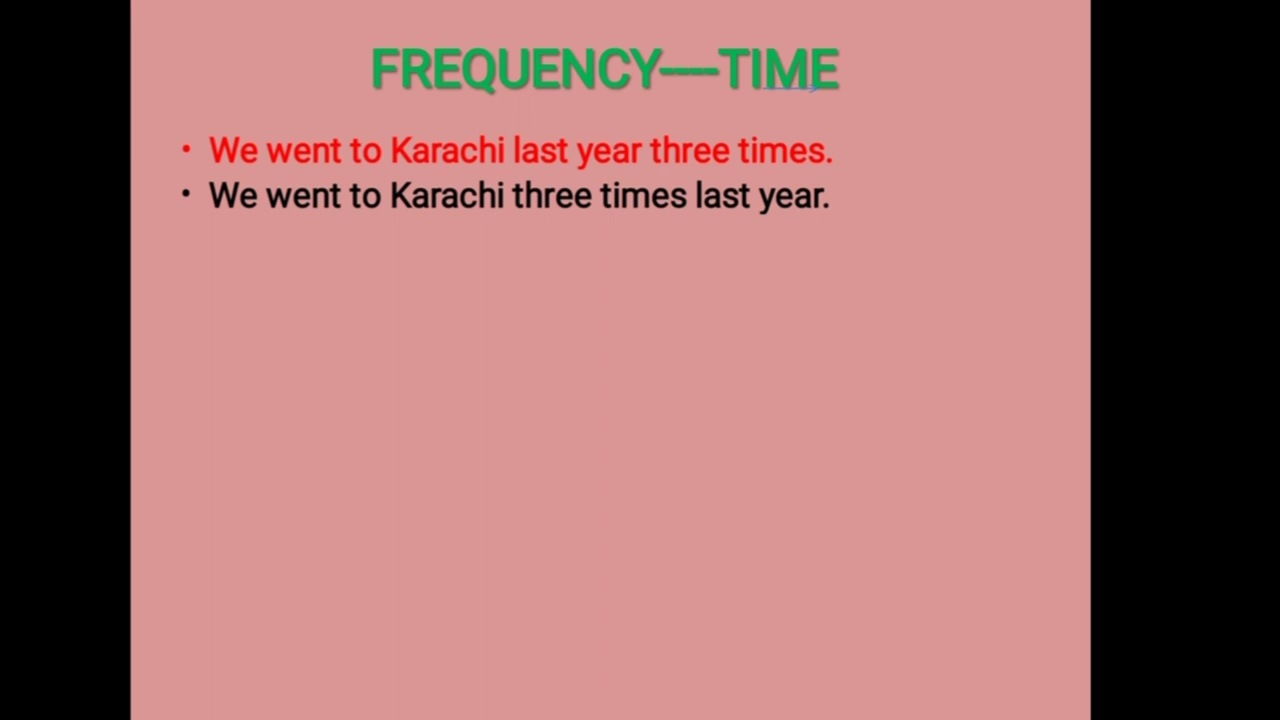 FREQUENCY----TIME
• We went to Karachi last year three times.
• We went to Karachi three times last year.